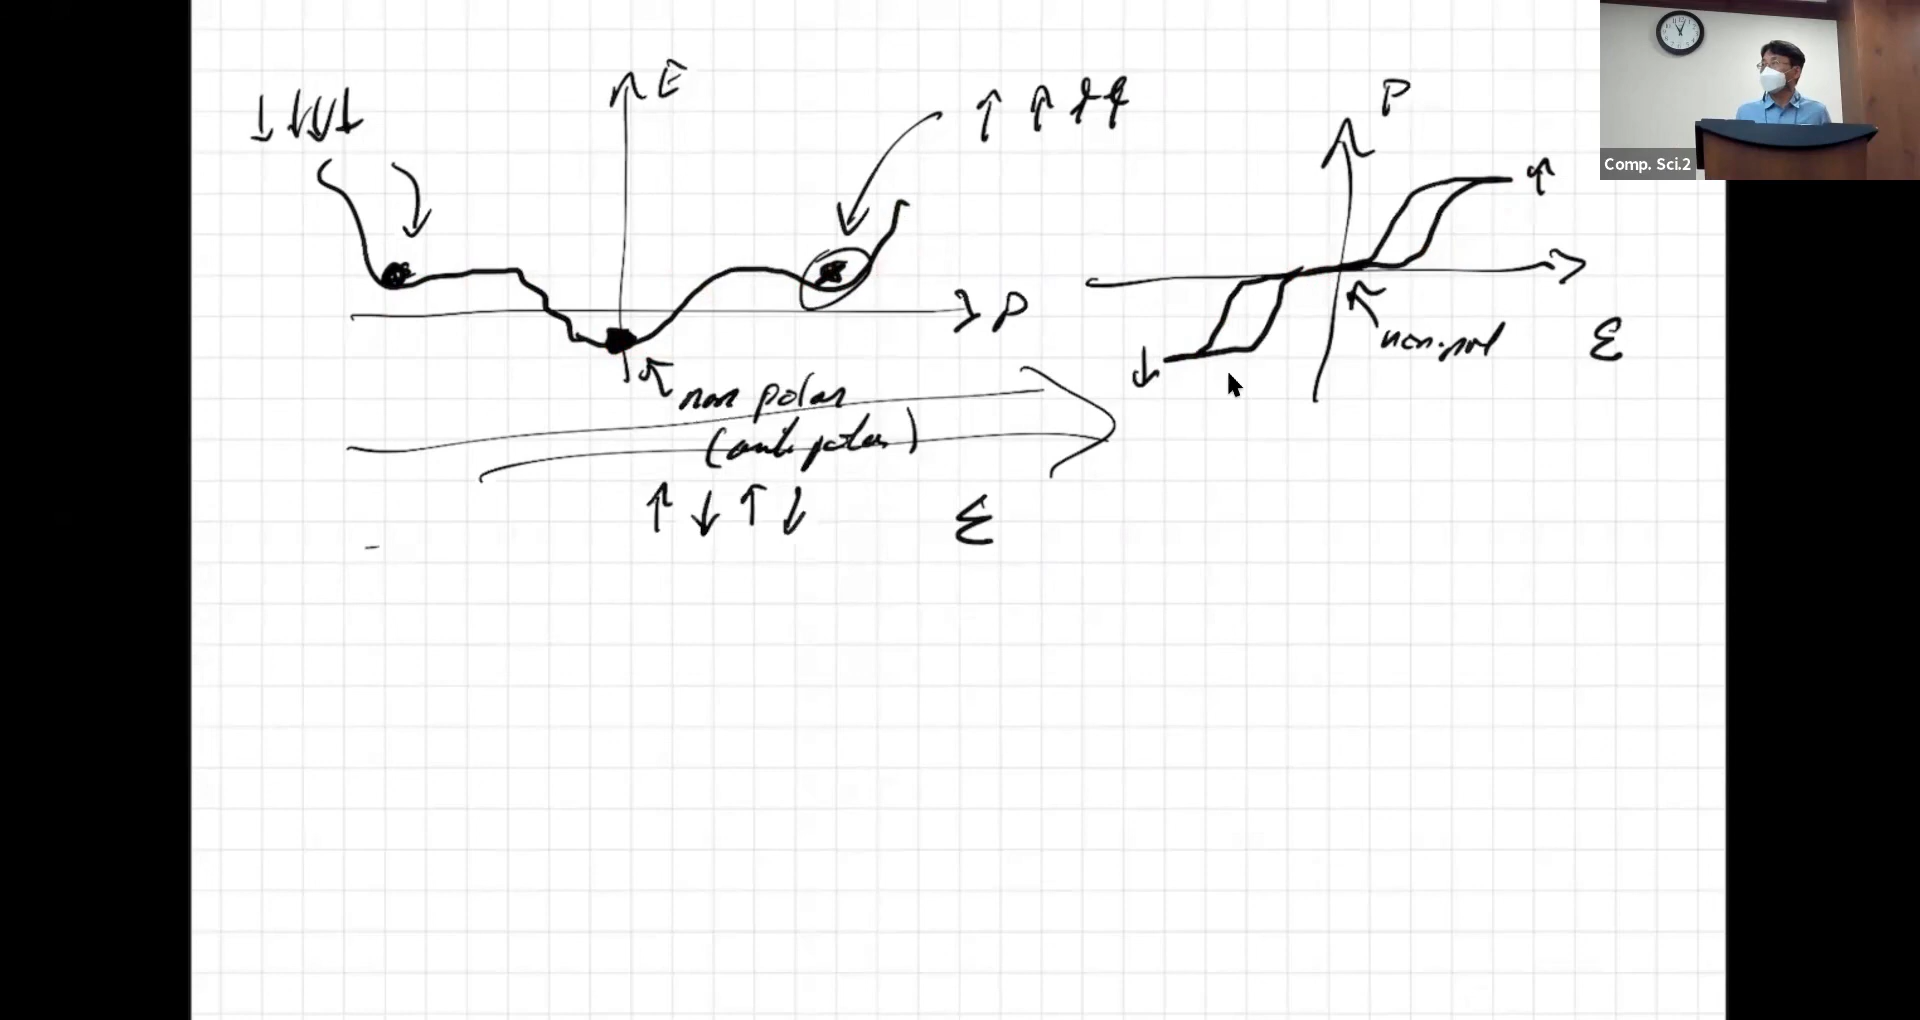 ↓↓↓↓
E
↑ ↑ ↑ ↑
P
↑
P
non-pol
ε
↓
non polar
(anti polar)
↑ ↓ ↑ ↓
ε
Comp. Sci.2